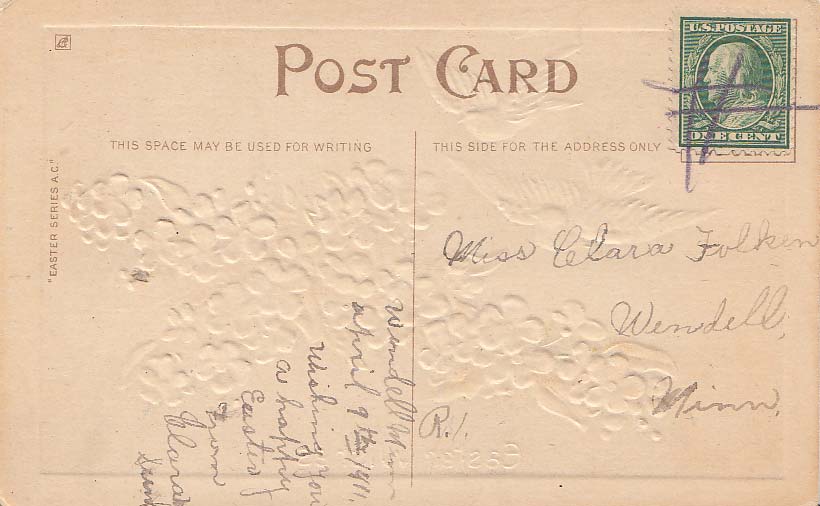 POST CARD
U.S. POSTAGE
ONE CENT
THIS SPACE MAY BE USED FOR WRITING
THIS SIDE FOR THE ADDRESS ONLY
"EASTER SERIES A.C."
Miss Clara Folken
Wendell,
Minn.
R.1.
Wendell Minn
april 9th 1911.
Wishing you
a happy
Easter
From
Clara